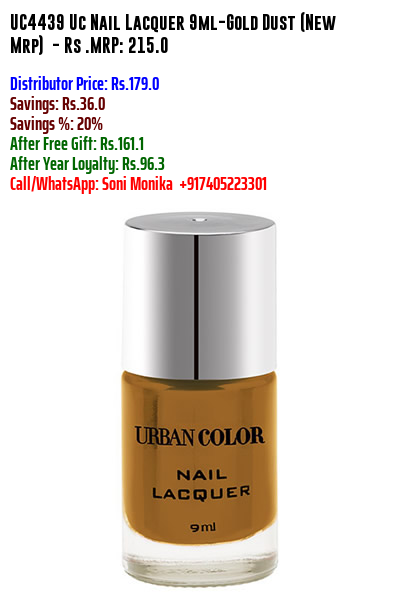 UC4439 Uc Nail Lacquer 9ml-Gold Dust (New
Mrp) - Rs .MRP: 215.0
Distributor Price: Rs.179.0
Savings: Rs.36.0
Savings %: 20%
After Free Gift: Rs.161.1
After Year Loyalty: Rs.96.3
Call/WhatsApp: Soni Monika +917405223301
URBAN COLOR
NAIL
LACQUER
9ml